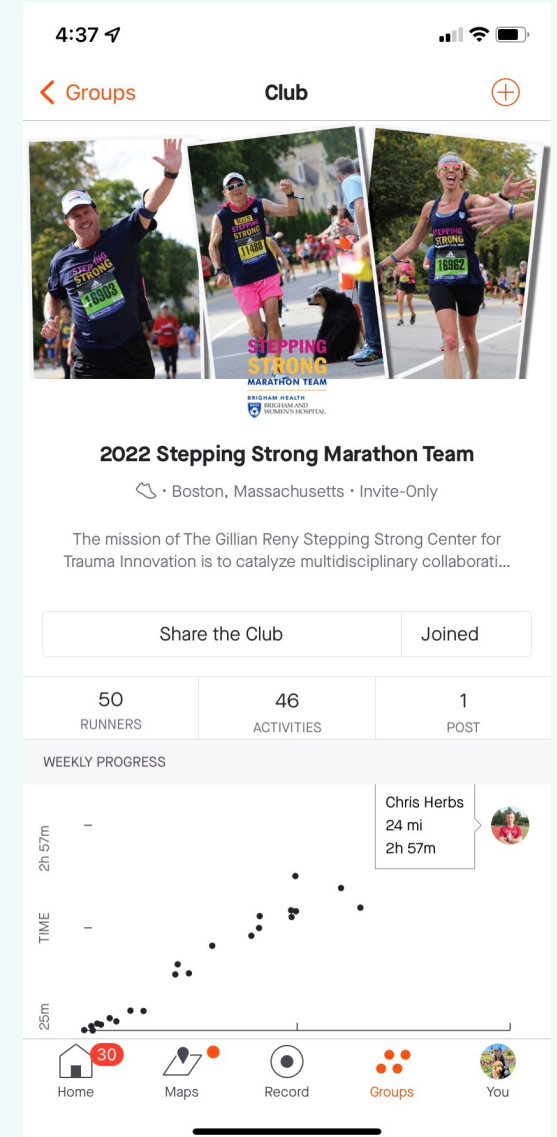 4:37
Groups
Club
STEPPING
STRONG
16903
STEPPING
STRONG
11486
STEPPING
STRONG
16962
STEPPING
STRONG
MARATHON TEAM
BRIGHAM HEALTH
BRIGHAM AND
WOMEN'S HOSPITAL
2022 Stepping Strong Marathon Team
· Boston, Massachusetts · Invite-Only
The mission of The Gillian Reny Stepping Strong Center for
Trauma Innovation is to catalyze multidisciplinary collaborati...
Share the Club
Joined
50
RUNNERS
46
ACTIVITIES
1
POST
WEEKLY PROGRESS
Chris Herbs
24 mi
2h 57m
2h 57m
TIME
25m
30
Home
Maps
Record
Groups
You